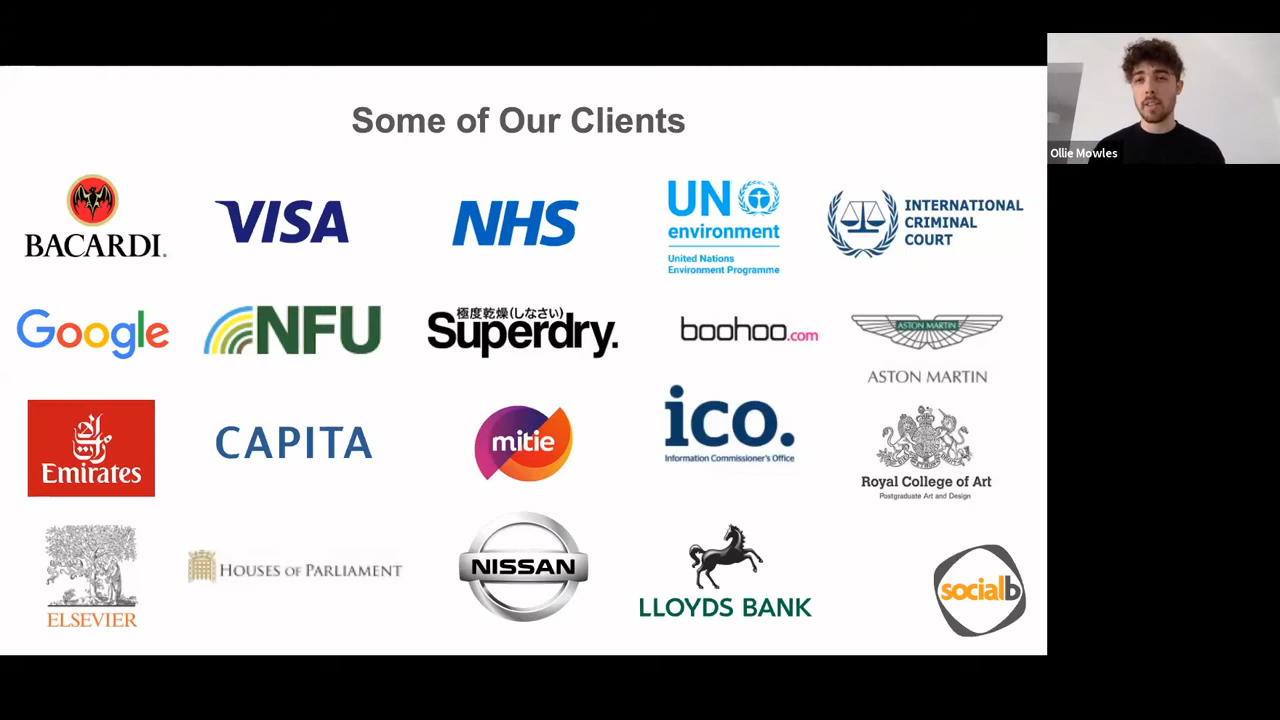 Some of Our Clients
Ollie Mowles
BACARDI.
VISA
NHS
UN
environment
United Nations
Environment Programme
INTERNATIONAL
CRIMINAL
COURT
Google
NFU
極度乾燥(しなさい)
Superdry.
boohoo.com
ASTON MARTIN
ASTON MARTIN
Emirates
CAPITA
mitie
ico.
Information Commissioner's Office
Royal College of Art
Postgraduate Art and Design
ELSEVIER
HOUSES OF PARLIAMENT
NISSAN
LLOYDS BANK
socialb